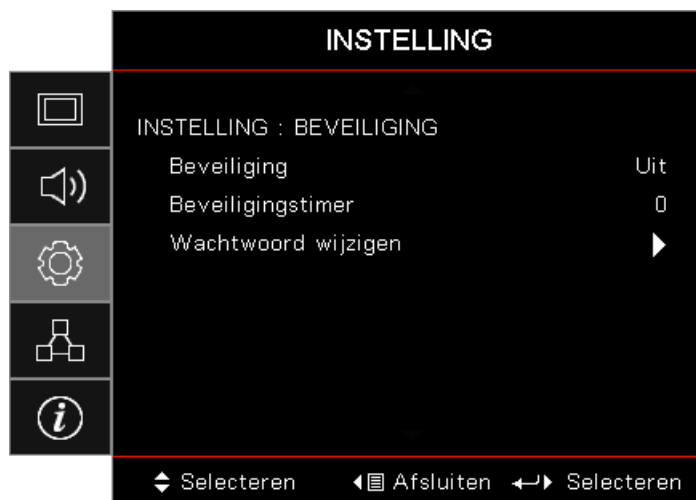 INSTELLING
INSTELLING : BEVEILIGING
Beveiliging Uit
Beveiligingstimer 0
Wachtwoord wijzigen
Selecteren Afsluiten Selecteren